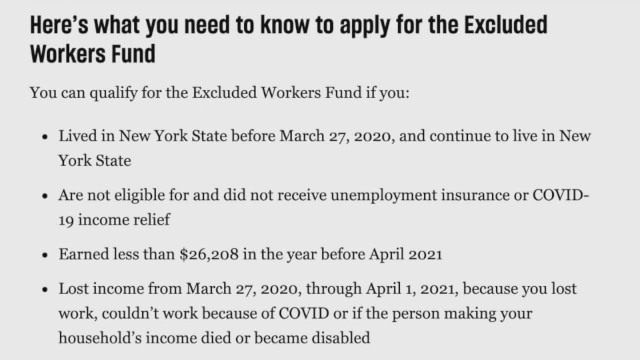 Here's what you need to know to apply for the Excluded
Workers Fund
You can qualify for the Excluded Workers Fund if you:
• Lived in New York State before March 27, 2020, and continue to live in New
York State
• Are not eligible for and did not receive unemployment insurance or COVID-
19 income relief
• Earned less than $26,208 in the year before April 2021
• Lost income from March 27, 2020, through April 1, 2021, because you lost
work, couldn't work because of COVID or if the person making your
household's income died or became disabled